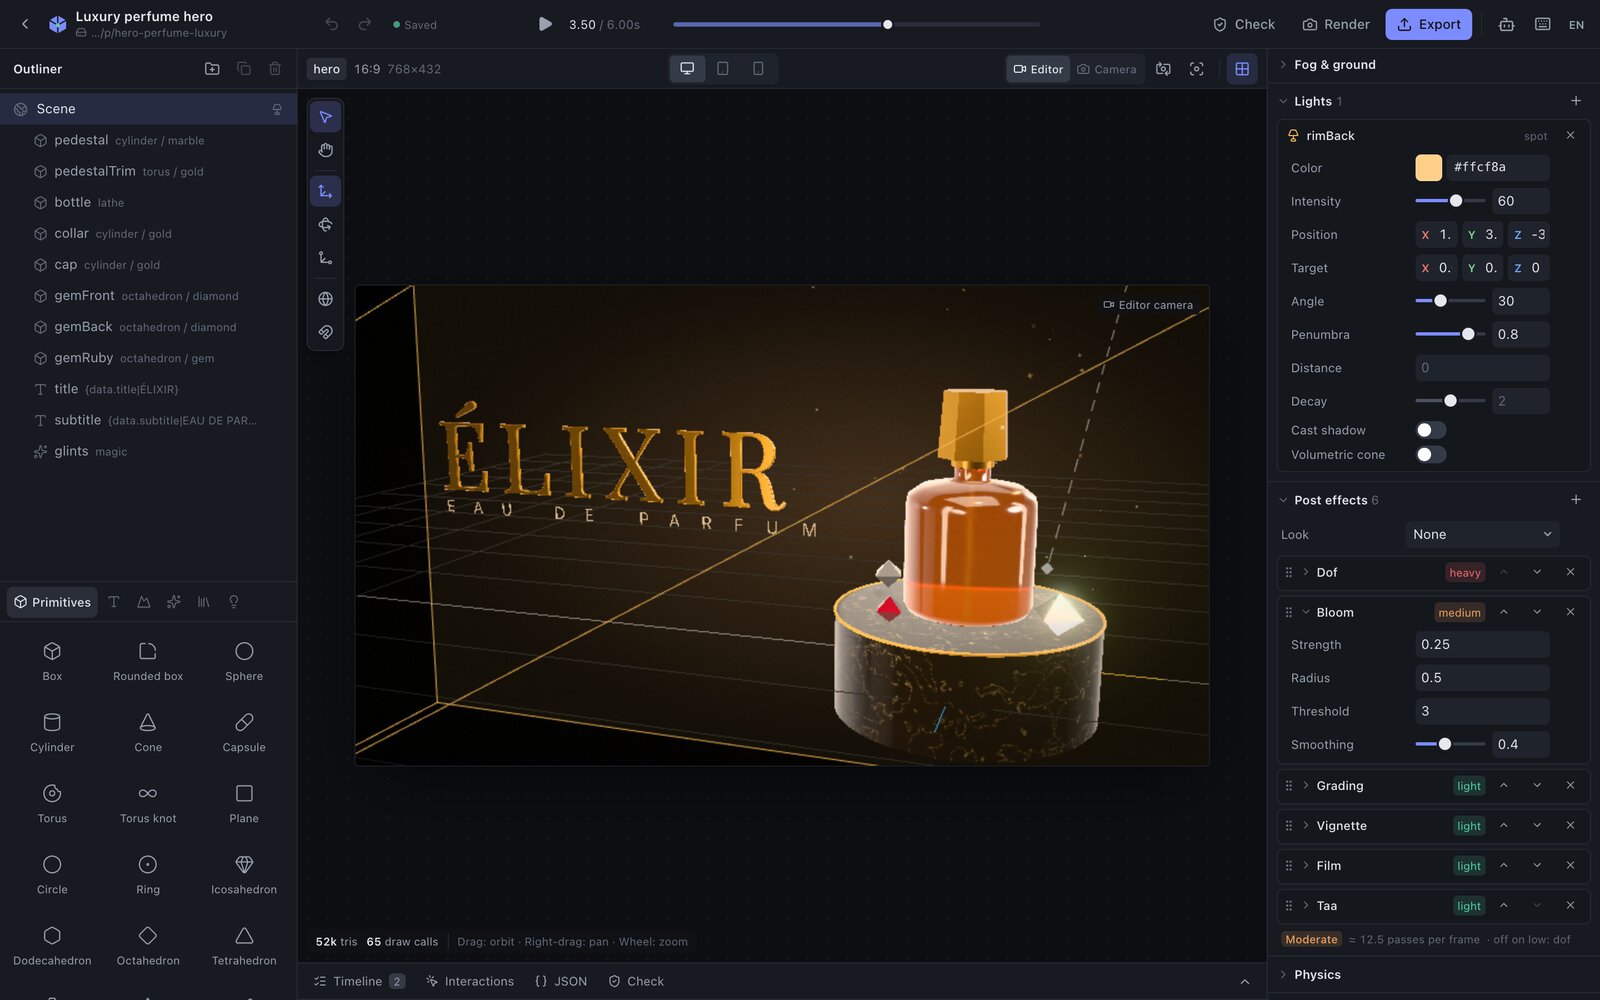 Luxury perfume hero
.../p/hero-perfume-luxury
Saved
3.50 / 6.00s
Check
Render
Export
EN
Outliner
Scene
pedestal cylinder / marble
pedestalTrim torus / gold
bottle lathe
collar cylinder / gold
cap cylinder / gold
gemFront octahedron / diamond
gemBack octahedron / diamond
gemRuby octahedron / gem
title {data.title|ÉLIXIR}
subtitle {data.subtitle|EAU DE PAR...
glints magic
Primitives
Box
Rounded box
Sphere
Cylinder
Cone
Capsule
Torus
Torus knot
Plane
Circle
Ring
Icosahedron
Dodecahedron
Octahedron
Tetrahedron
hero 16:9 768×432
Editor
Camera
Editor camera
ÉLIXIR
EAU DE PARFUM
52k tris 65 draw calls Drag: orbit · Right-drag: pan · Wheel: zoom
Timeline 2
Interactions
{} JSON
Check
Fog & ground
Lights 1
rimBack spot
Color #ffcf8a
Intensity 60
Position X 1. Y 3. Z -3
Target X 0. Y 0. Z 0
Angle 30
Penumbra 0.8
Distance 0
Decay 2
Cast shadow
Volumetric cone
Post effects 6
Look None
Dof heavy
Bloom medium
Strength 0.25
Radius 0.5
Threshold 3
Smoothing 0.4
Grading light
Vignette light
Film light
Taa light
Moderate ≈ 12.5 passes per frame · off on low: dof
Physics